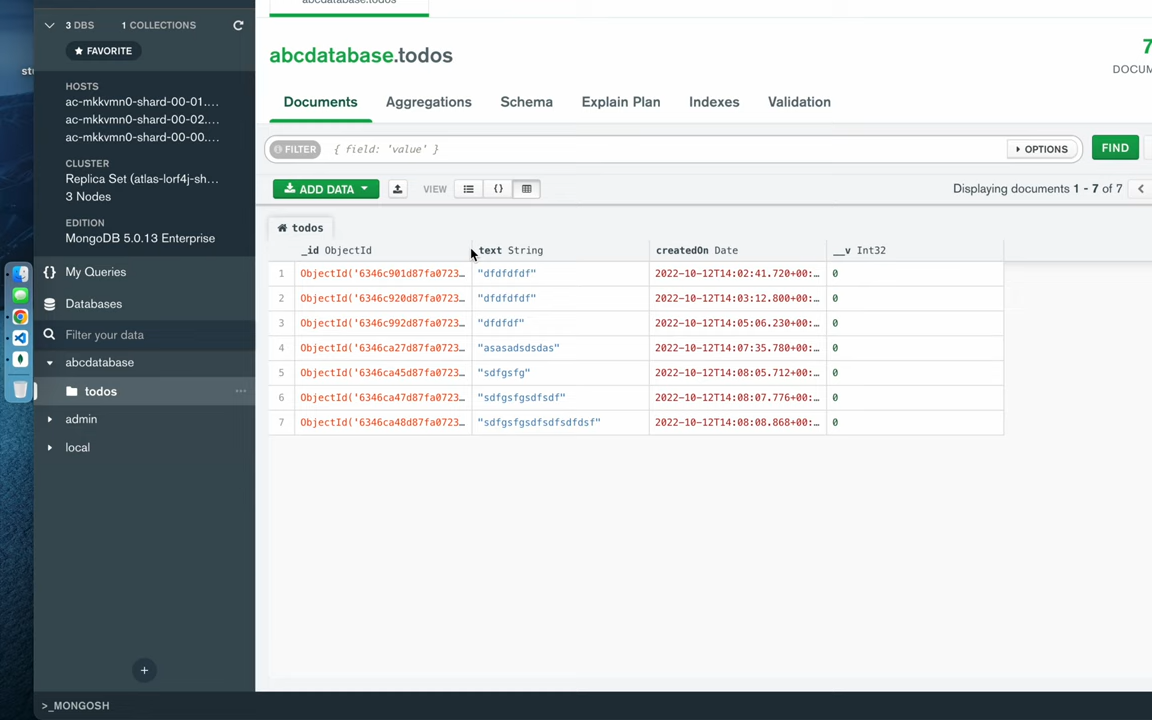 abcdatabase.todos
3 DBS 1 COLLECTIONS
FAVORITE
HOSTS
ac-mkkvmn0-shard-00-01....
ac-mkkvmn0-shard-00-02....
ac-mkkvmn0-shard-00-00....
CLUSTER
Replica Set (atlas-lorf4j-sh...
3 Nodes
EDITION
MongoDB 5.0.13 Enterprise
{} My Queries
Databases
Filter your data
abcdatabase
todos
admin
local
+
>_MONGOSH
abcdatabase.todos
7
DOCUM
Documents Aggregations Schema Explain Plan Indexes Validation
FILTER { field: 'value' } OPTIONS FIND
ADD DATA VIEW {} Displaying documents 1 - 7 of 7
todos
_id ObjectId text String createdOn Date __v Int32
1 ObjectId('6346c901d87fa0723… "dfdfdfdf" 2022-10-12T14:02:41.720+00:… 0
2 ObjectId('6346c920d87fa0723… "dfdfdfdf" 2022-10-12T14:03:12.800+00:… 0
3 ObjectId('6346c992d87fa0723… "dfdfdf" 2022-10-12T14:05:06.230+00:… 0
4 ObjectId('6346ca27d87fa0723… "asasadsdsdas" 2022-10-12T14:07:35.780+00:… 0
5 ObjectId('6346ca45d87fa0723… "sdfgsfg" 2022-10-12T14:08:05.712+00:… 0
6 ObjectId('6346ca47d87fa0723… "sdfgsfgsdfsdf" 2022-10-12T14:08:07.776+00:… 0
7 ObjectId('6346ca48d87fa0723… "sdfgsfgsdfsdfsdfdsf" 2022-10-12T14:08:08.868+00:… 0